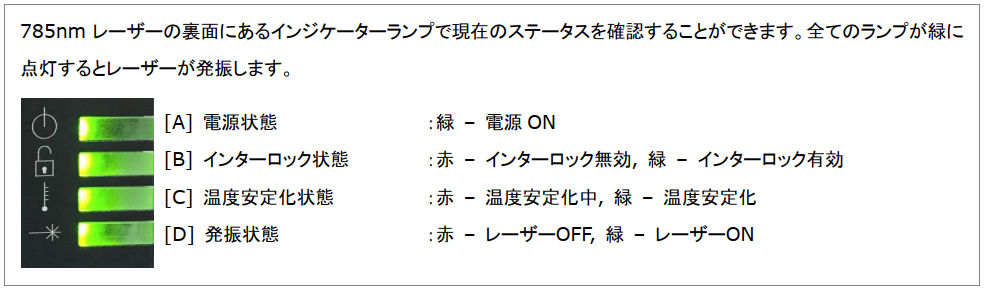 785nm レーザーの裏面にあるインジケーターランプで現在のステータスを確認することができます。全てのランプが緑に
点灯するとレーザーが発振します。
[A] 電源状態 :緑 – 電源 ON
[B] インターロック状態 :赤 – インターロック無効, 緑 – インターロック有効
[C] 温度安定化状態 :赤 – 温度安定化中, 緑 – 温度安定化
[D] 発振状態 :赤 – レーザーOFF, 緑 – レーザーON